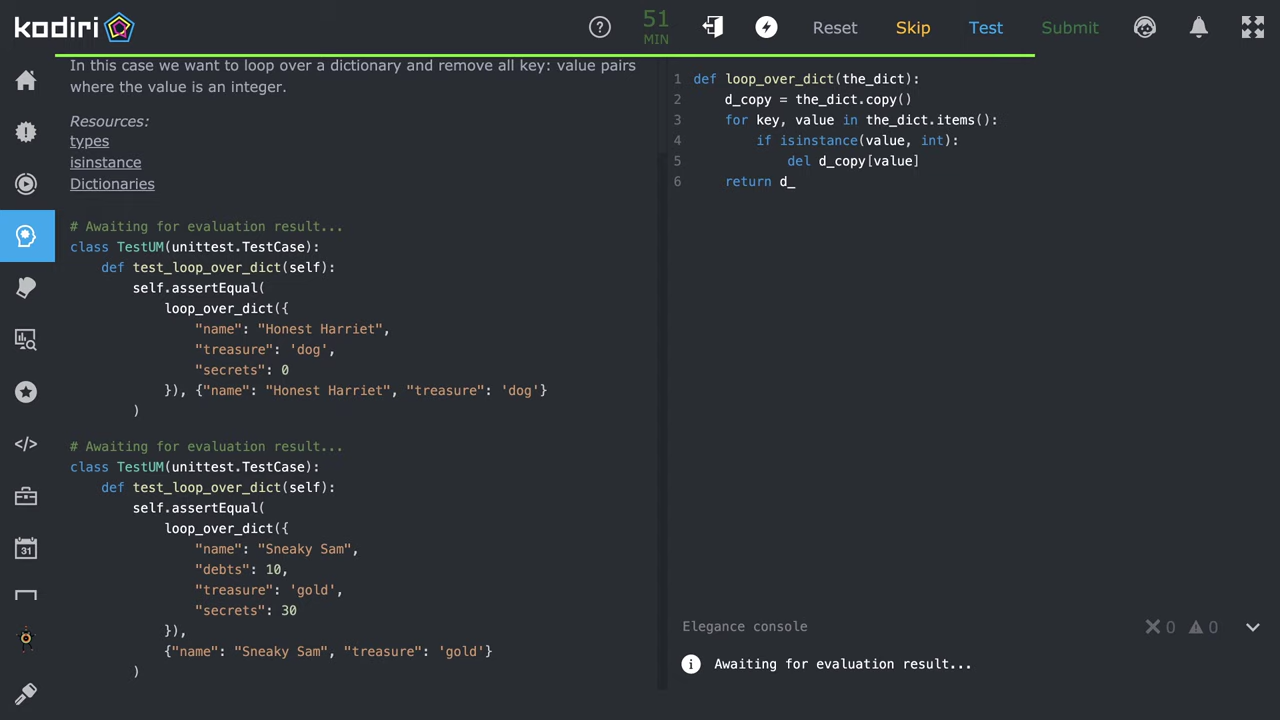 kodiri
?
51
MIN
Reset
Skip
Test
Submit
In this case we want to loop over a dictionary and remove all key: value pairs
where the value is an integer.
Resources:
types
isinstance
Dictionaries
# Awaiting for evaluation result...
class TestUM(unittest.TestCase):
    def test_loop_over_dict(self):
        self.assertEqual(
            loop_over_dict({
                "name": "Honest Harriet",
                "treasure": 'dog',
                "secrets": 0
            }), {"name": "Honest Harriet", "treasure": 'dog'}
        )
# Awaiting for evaluation result...
class TestUM(unittest.TestCase):
    def test_loop_over_dict(self):
        self.assertEqual(
            loop_over_dict({
                "name": "Sneaky Sam",
                "debts": 10,
                "treasure": 'gold',
                "secrets": 30
            }),
            {"name": "Sneaky Sam", "treasure": 'gold'}
        )
</>
31
1 def loop_over_dict(the_dict):
2     d_copy = the_dict.copy()
3     for key, value in the_dict.items():
4         if isinstance(value, int):
5             del d_copy[value]
6     return d_
Elegance console
0
0
i Awaiting for evaluation result...